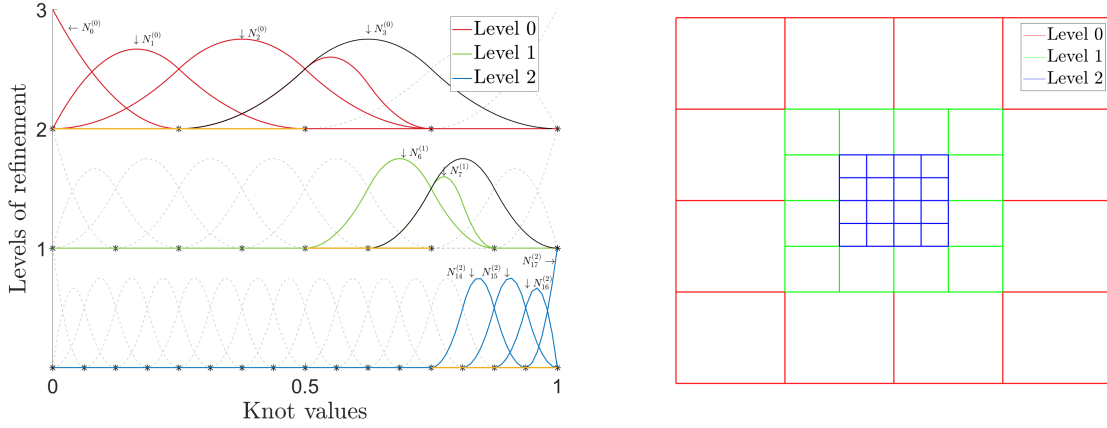 3
← N_0^{(0)}
↓ N_1^{(0)}
↓ N_2^{(0)}
↓ N_3^{(0)}
Level 0
Level 1
Level 2
2
↓ N_6^{(1)}
↓ N_7^{(1)}
1
N_{17}^{(2)} →
N_{14}^{(2)} ↓
N_{15}^{(2)} ↓
↓ N_{16}^{(2)}
0
0.5
1
Knot values
Levels of refinement
Level 0
Level 1
Level 2